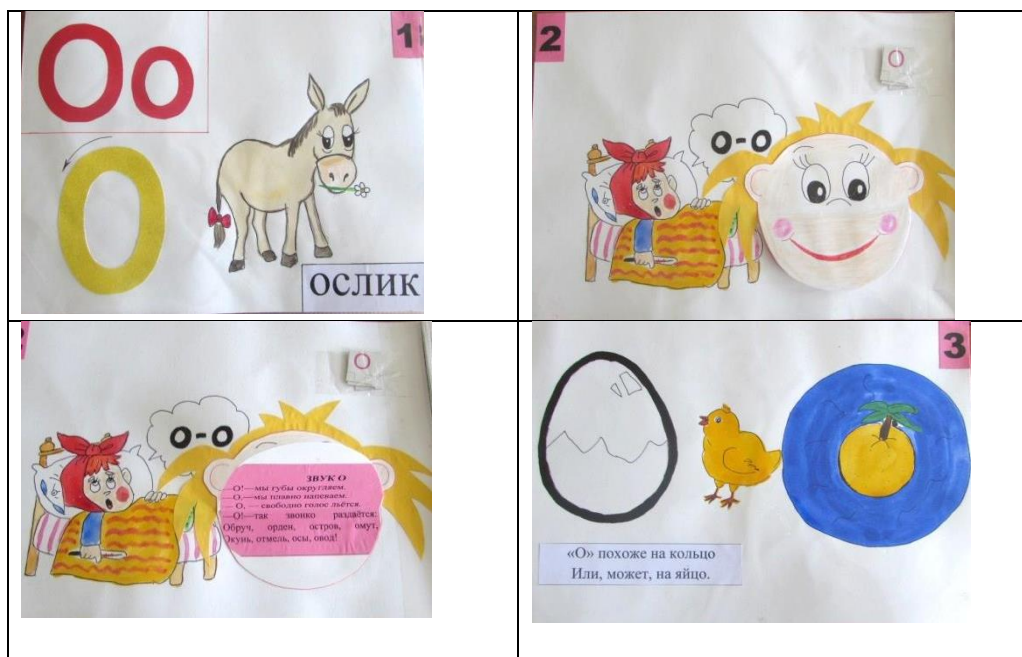 Оо
1
О
ослик
2
О
о-о
О
о-о
ЗВУК О
—О!—мы губы округляем.
— О,—мы плавно напеваем.
— О, — свободно голос льётся.
—О!—так звонко раздаётся:
Обруч, орден, остров, омут,
Окунь, отмель, осы, овод!
3
«О» похоже на кольцо
Или, может, на яйцо.